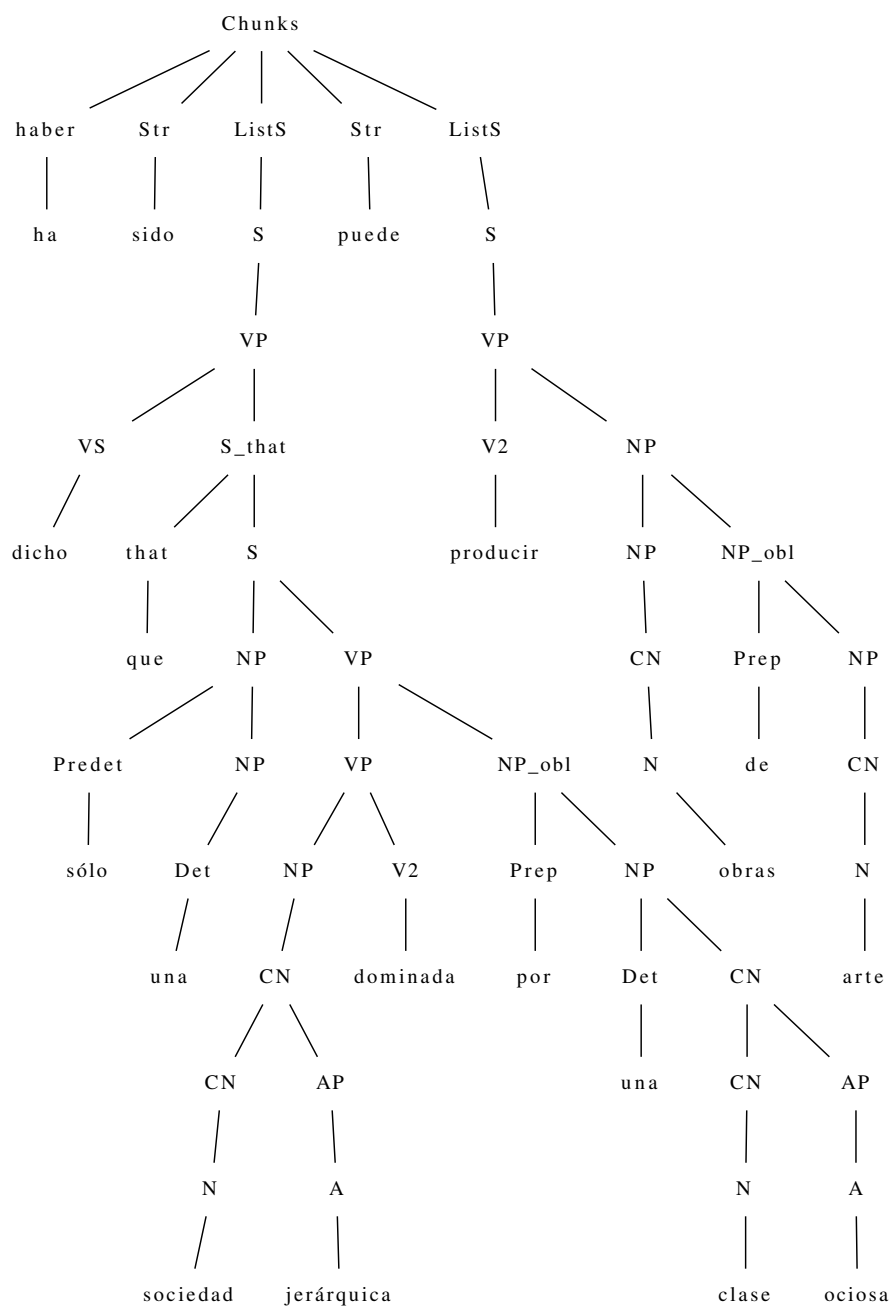 Chunks
haber Str ListS Str ListS
ha sido S puede S
VP VP
VS S_that V2 NP
dicho that S producir NP NP_obl
que NP VP CN Prep NP
Predet NP VP NP_obl N de CN
sólo Det NP V2 Prep NP obras N
una CN dominada por Det CN arte
CN AP una CN AP
N A N A
sociedad jerárquica clase ociosa